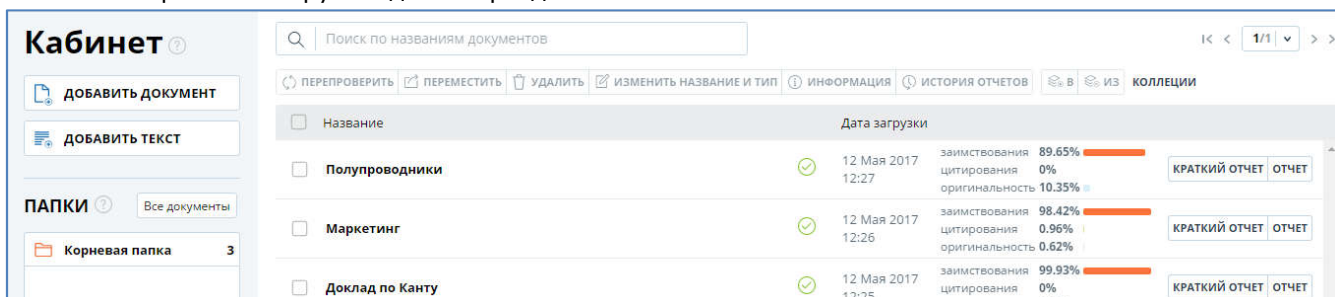 Кабинет
ДОБАВИТЬ ДОКУМЕНТ
ДОБАВИТЬ ТЕКСТ
ПАПКИ Все документы
Корневая папка 3
Поиск по названиям документов 1/1
ПЕРЕПРОВЕРИТЬ ПЕРЕМЕСТИТЬ УДАЛИТЬ ИЗМЕНИТЬ НАЗВАНИЕ И ТИП ИНФОРМАЦИЯ ИСТОРИЯ ОТЧЕТОВ В ИЗ КОЛЛЕЦИИ
Название Дата загрузки
Полупроводники
12 Мая 2017
12:27
заимствования 89.65%
цитирования 0%
оригинальность 10.35%
КРАТКИЙ ОТЧЕТ ОТЧЕТ
Маркетинг
12 Мая 2017
12:26
заимствования 98.42%
цитирования 0.96%
оригинальность 0.62%
КРАТКИЙ ОТЧЕТ ОТЧЕТ
Доклад по Канту
12 Мая 2017
12:25
заимствования 99.93%
цитирования 0%
КРАТКИЙ ОТЧЕТ ОТЧЕТ